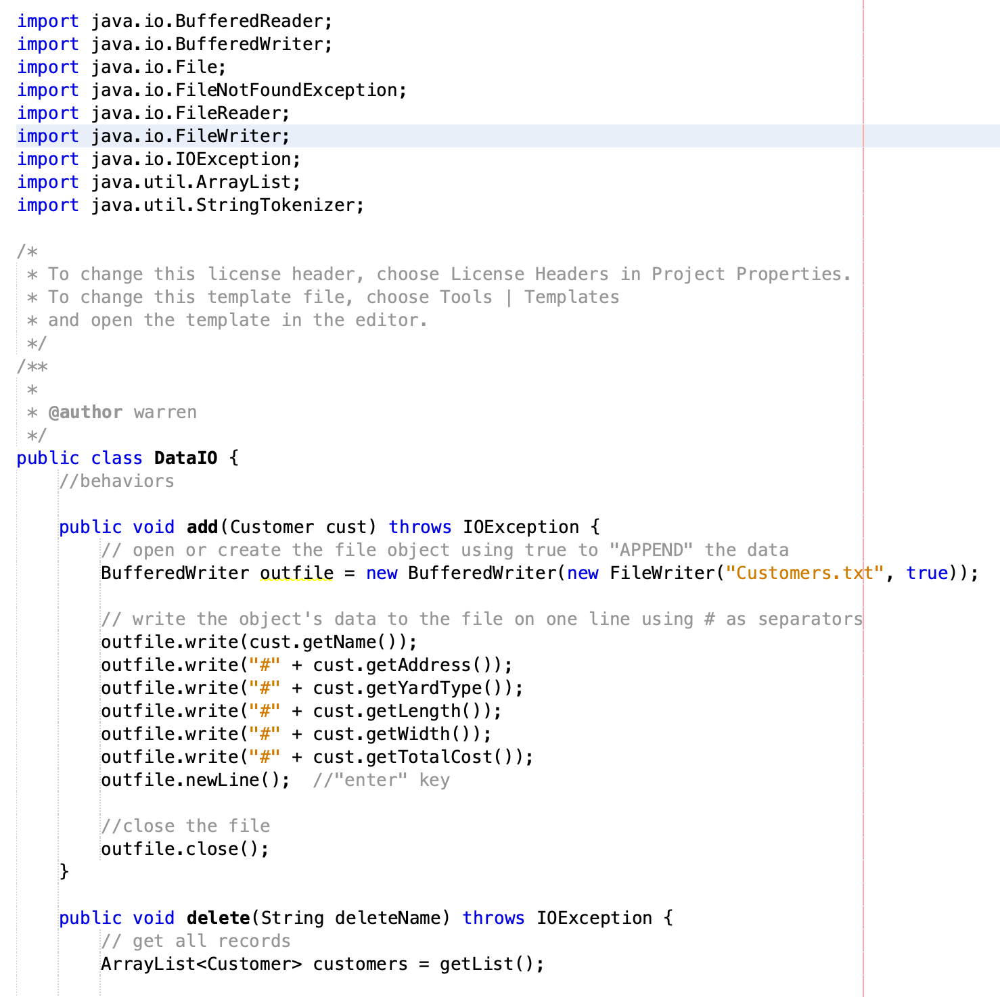 import java.io.BufferedReader;
import java.io.BufferedWriter;
import java.io.File;
import java.io.FileNotFoundException;
import java.io.FileReader;
import java.io.FileWriter;
import java.io.IOException;
import java.util.ArrayList;
import java.util.StringTokenizer;

/*
 * To change this license header, choose License Headers in Project Properties.
 * To change this template file, choose Tools | Templates
 * and open the template in the editor.
 */
/**
 *
 * @author warren
 */
public class DataIO {
    //behaviors

    public void add(Customer cust) throws IOException {
        // open or create the file object using true to "APPEND" the data
        BufferedWriter outfile = new BufferedWriter(new FileWriter("Customers.txt", true));

        // write the object's data to the file on one line using # as separators
        outfile.write(cust.getName());
        outfile.write("#" + cust.getAddress());
        outfile.write("#" + cust.getYardType());
        outfile.write("#" + cust.getLength());
        outfile.write("#" + cust.getWidth());
        outfile.write("#" + cust.getTotalCost());
        outfile.newLine();  //"enter" key

        //close the file
        outfile.close();
    }

    public void delete(String deleteName) throws IOException {
        // get all records
        ArrayList<Customer> customers = getList();